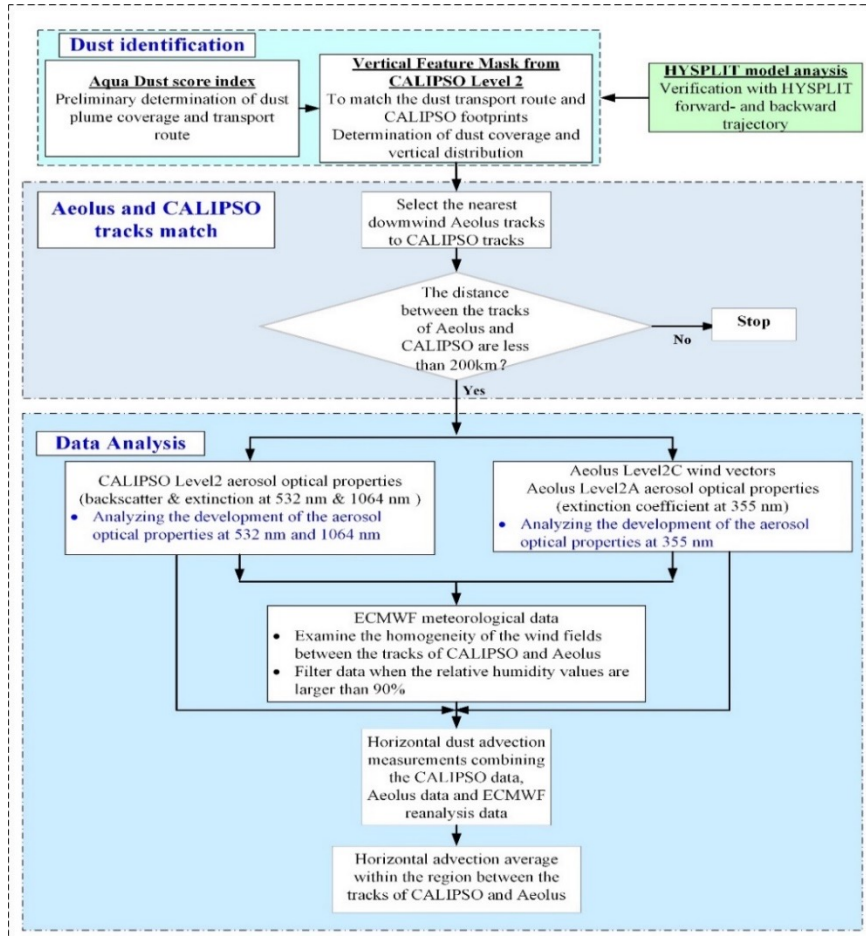 Dust identification
Aqua Dust score index
Preliminary determination of dust
plume coverage and transport
route
Vertical Feature Mask from
CALIPSO Level 2
To match the dust transport route and
CALIPSO footprints
Determination of dust coverage and
vertical distribution
HYSPLIT model anaysis
Verification with HYSPLIT
forward- and backward
trajectory
Aeolus and CALIPSO
tracks match
Select the nearest
dowmwind Aeolus tracks
to CALIPSO tracks
The distance
between the tracks
of Aeolus and
CALIPSO are less
than 200km?
No
Stop
Yes
Data Analysis
CALIPSO Level2 aerosol optical properties
(backscatter & extinction at 532 nm & 1064 nm )
• Analyzing the development of the aerosol
optical properties at 532 nm and 1064 nm
Aeolus Level2C wind vectors
Aeolus Level2A aerosol optical properties
(extinction coefficient at 355 nm)
• Analyzing the development of the aerosol
optical properties at 355 nm
ECMWF meteorological data
• Examine the homogeneity of the wind fields
between the tracks of CALIPSO and Aeolus
• Filter data when the relative humidity values are
larger than 90%
Horizontal dust advection
measurements combining
the CALIPSO data,
Aeolus data and ECMWF
reanalysis data
Horizontal advection average
within the region between the
tracks of CALIPSO and Aeolus